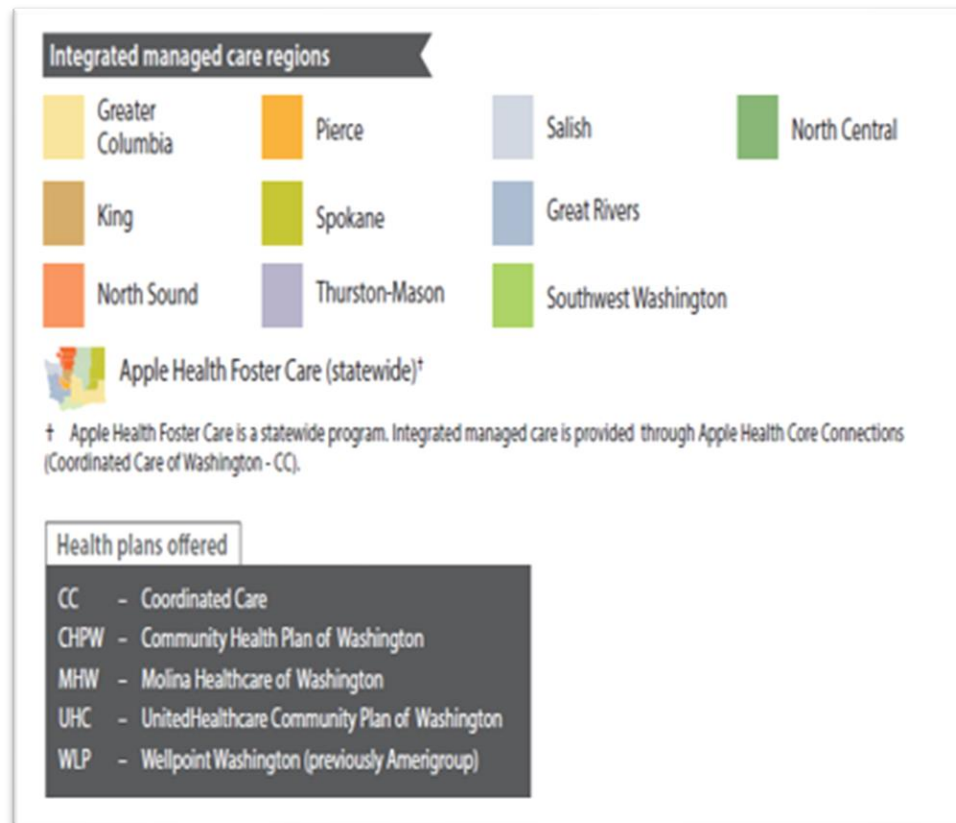 Integrated managed care regions
Greater
Columbia
Pierce
Salish
North Central
King
Spokane
Great Rivers
North Sound
Thurston-Mason
Southwest Washington
Apple Health Foster Care (statewide)†
† Apple Health Foster Care is a statewide program. Integrated managed care is provided through Apple Health Core Connections
(Coordinated Care of Washington - CC).
Health plans offered
CC – Coordinated Care
CHPW – Community Health Plan of Washington
MHW – Molina Healthcare of Washington
UHC – UnitedHealthcare Community Plan of Washington
WLP – Wellpoint Washington (previously Amerigroup)